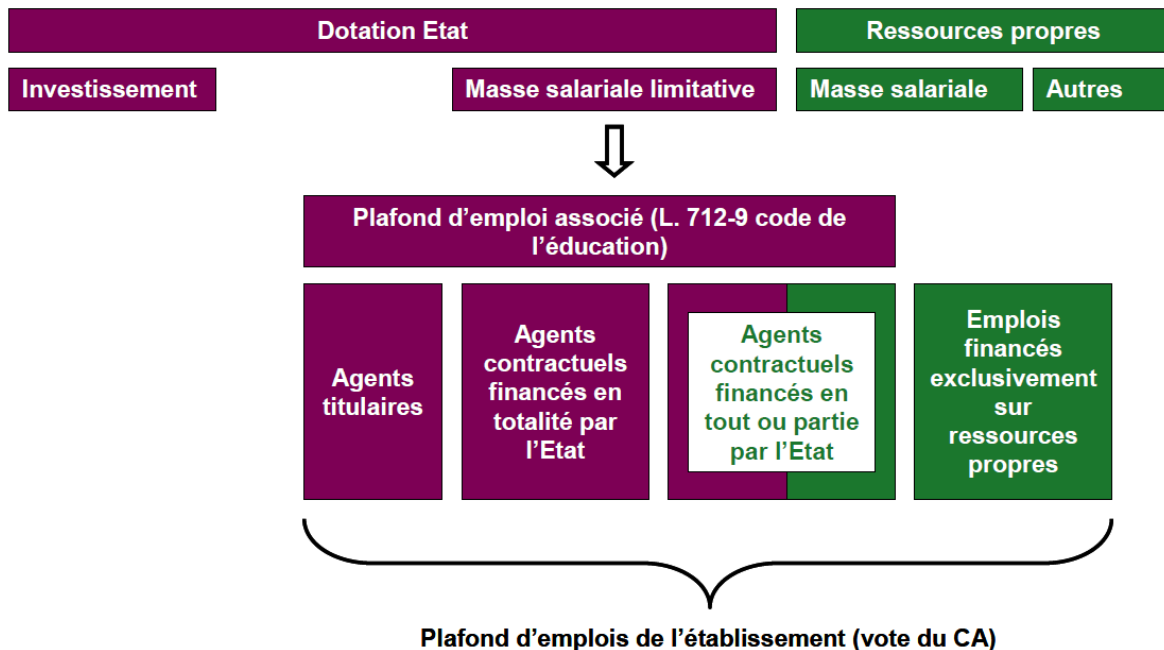 Dotation Etat
Ressources propres
Investissement
Masse salariale limitative
Masse salariale
Autres
Plafond d'emploi associé (L. 712-9 code de
l'éducation)
Agents
titulaires
Agents
contractuels
financés en
totalité par
l'Etat
Agents
contractuels
financés en
tout ou partie
par l'Etat
Emplois
financés
exclusivement
sur
ressources
propres
Plafond d'emplois de l'établissement (vote du CA)